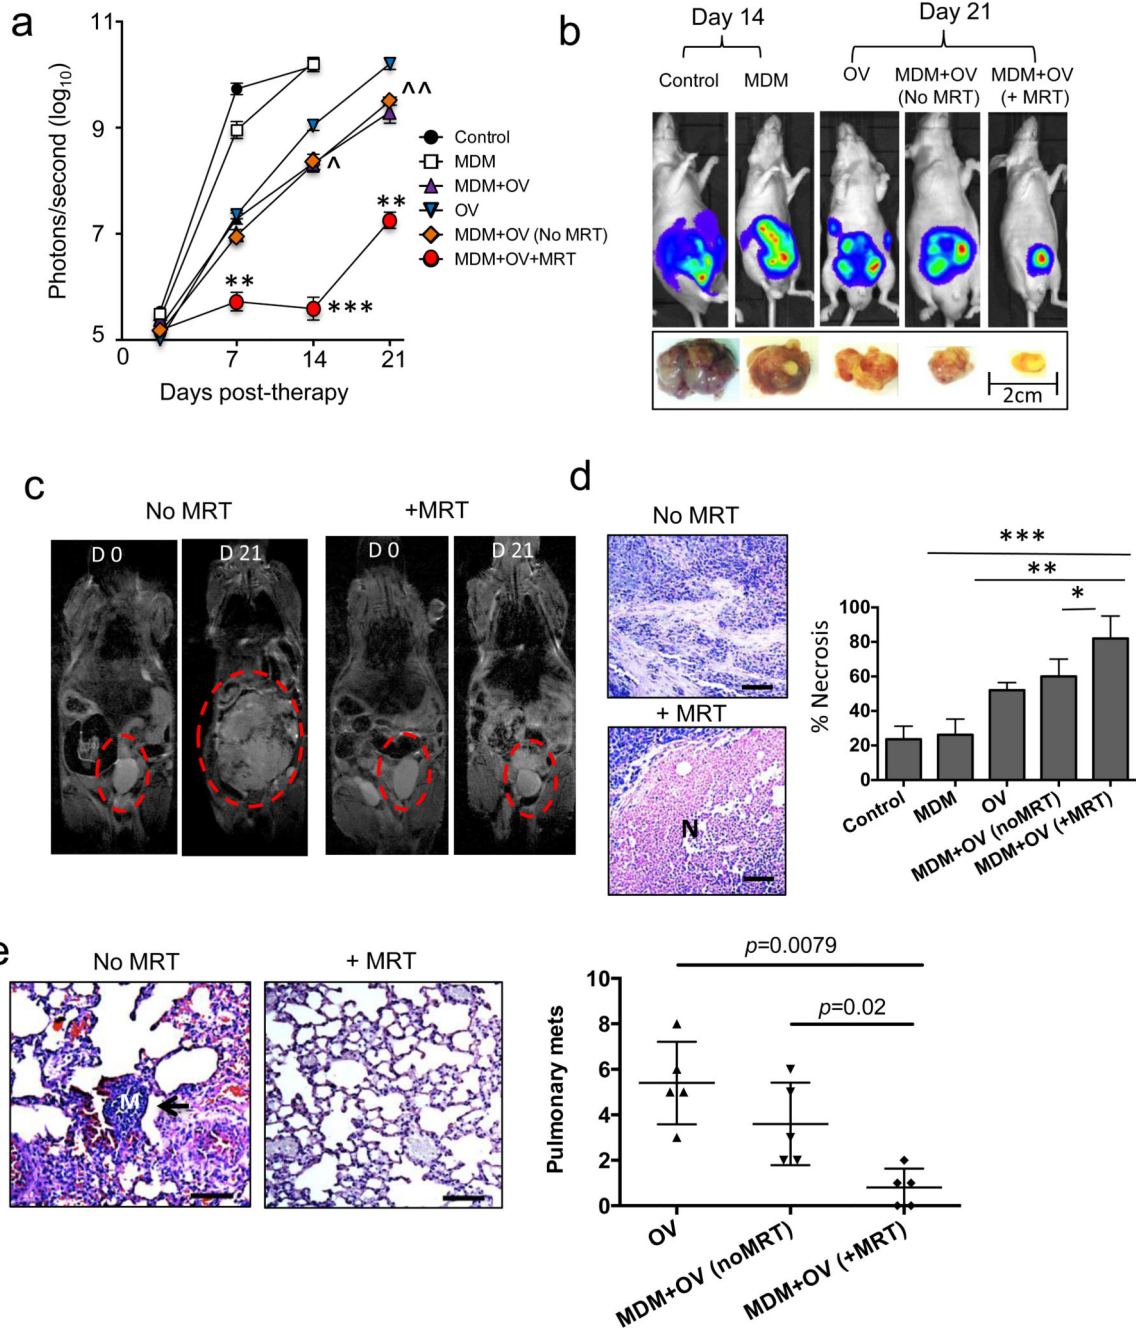 a
11
9
7
5
0
7
14
21
Photons/second (log10)
Days post-therapy
^^
^
**
**
***
Control
MDM
MDM+OV
OV
MDM+OV (No MRT)
MDM+OV+MRT
b
Day 14
Day 21
Control
MDM
OV
MDM+OV
(No MRT)
MDM+OV
(+ MRT)
2cm
c
No MRT
+MRT
D 0
D 21
D 0
D 21
d
No MRT
+ MRT
N
***
**
*
100
80
60
40
20
0
% Necrosis
Control
MDM
OV
MDM+OV (noMRT)
MDM+OV (+MRT)
e
No MRT
+ MRT
M
p=0.0079
p=0.02
10
8
6
4
2
0
Pulmonary mets
OV
MDM+OV (noMRT)
MDM+OV (+MRT)